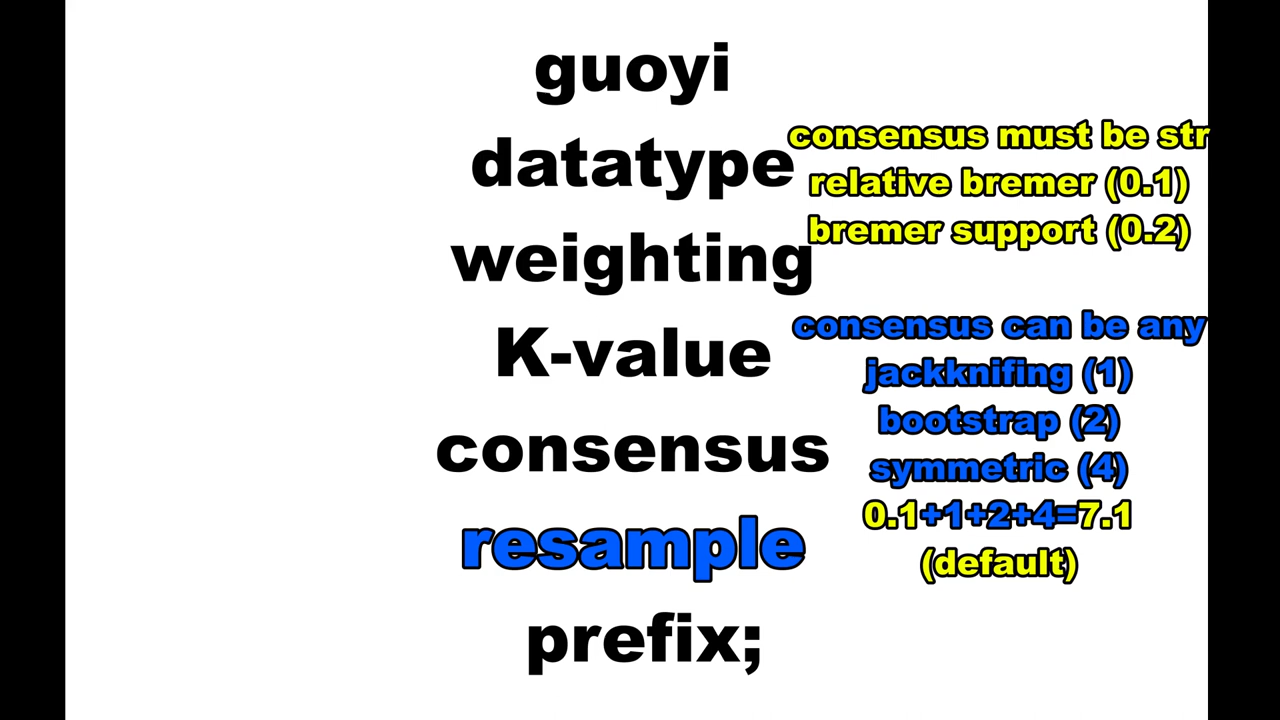 guoyi
datatype
weighting
K-value
consensus
resample
prefix;
consensus must be str
relative bremer (0.1)
bremer support (0.2)
consensus can be any
jackknifing (1)
bootstrap (2)
symmetric (4)
0.1+1+2+4=7.1
(default)